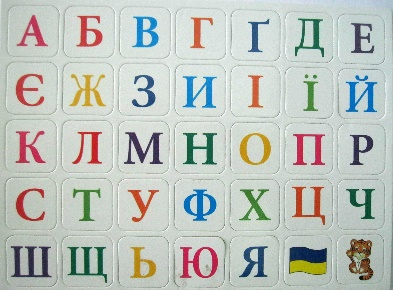 А Б В Г Ґ Д Е
Є Ж З И І Ї Й
К Л М Н О П Р
С Т У Ф Х Ц Ч
Ш Щ Ь Ю Я